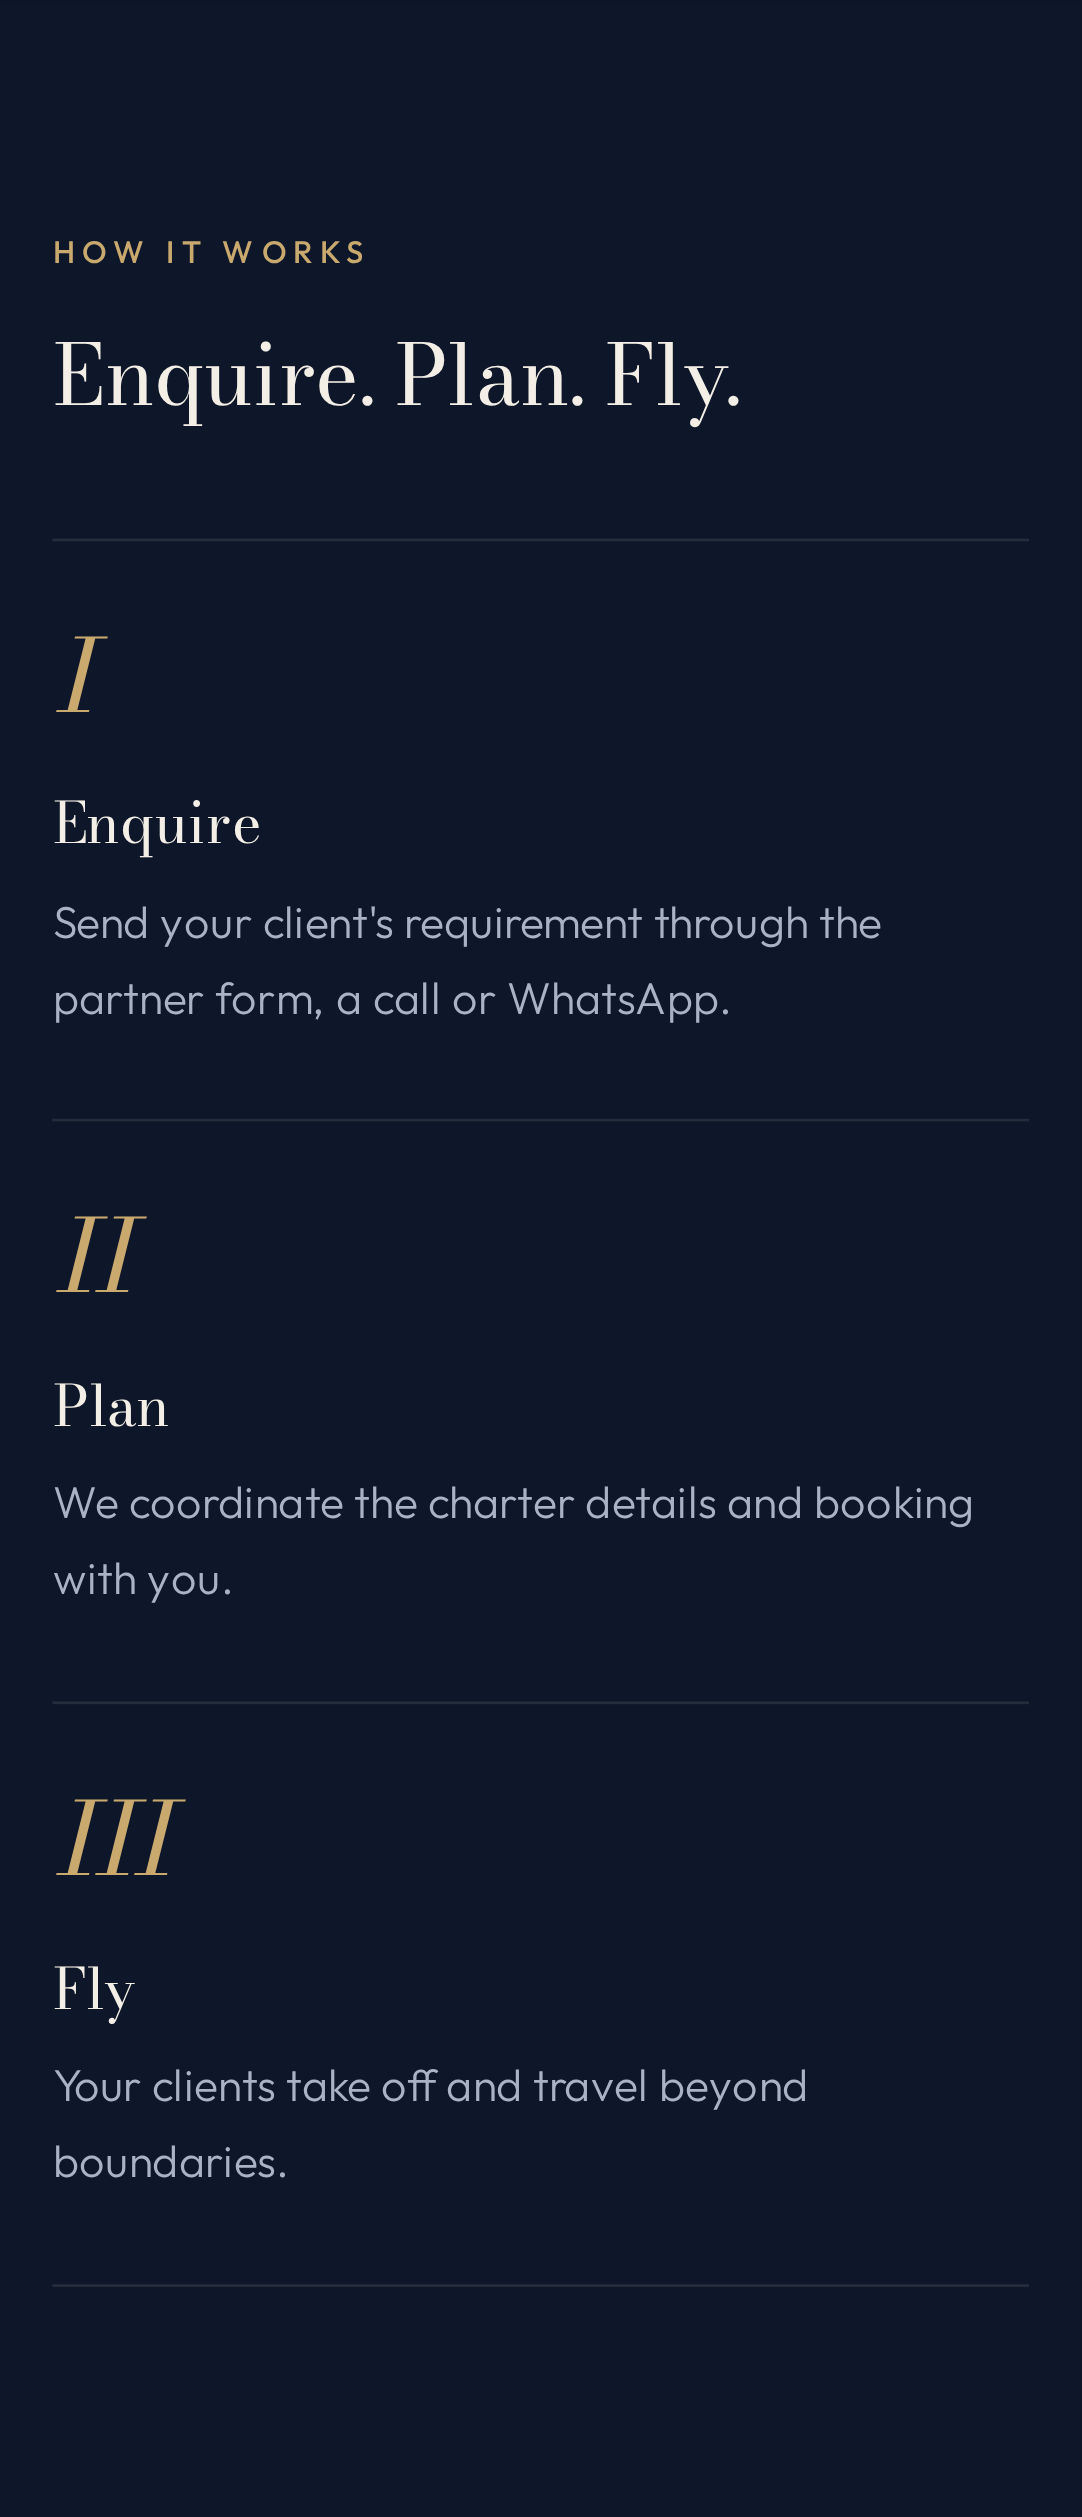 HOW IT WORKS
Enquire. Plan. Fly.
I
Enquire
Send your client's requirement through the
partner form, a call or WhatsApp.
II
Plan
We coordinate the charter details and booking
with you.
III
Fly
Your clients take off and travel beyond
boundaries.